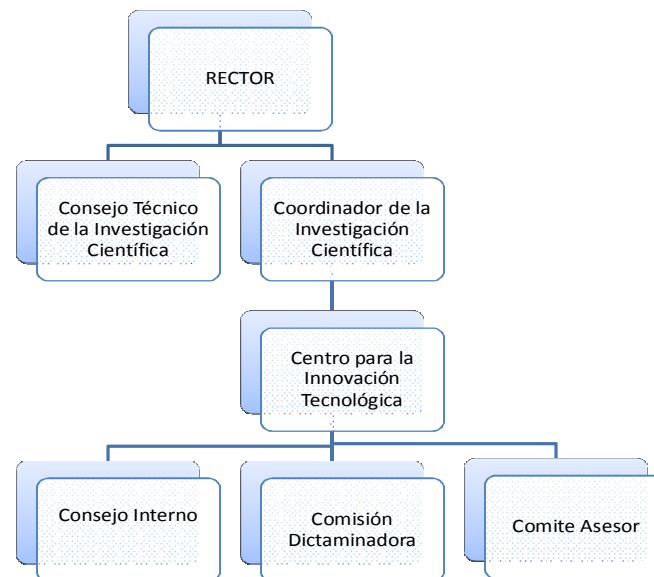 RECTOR
Consejo Técnico
de la Investigación
Científica
Coordinador de la
Investigación
Científica
Centro para la
Innovación
Tecnológica
Consejo Interno
Comisión
Dictaminadora
Comite Asesor